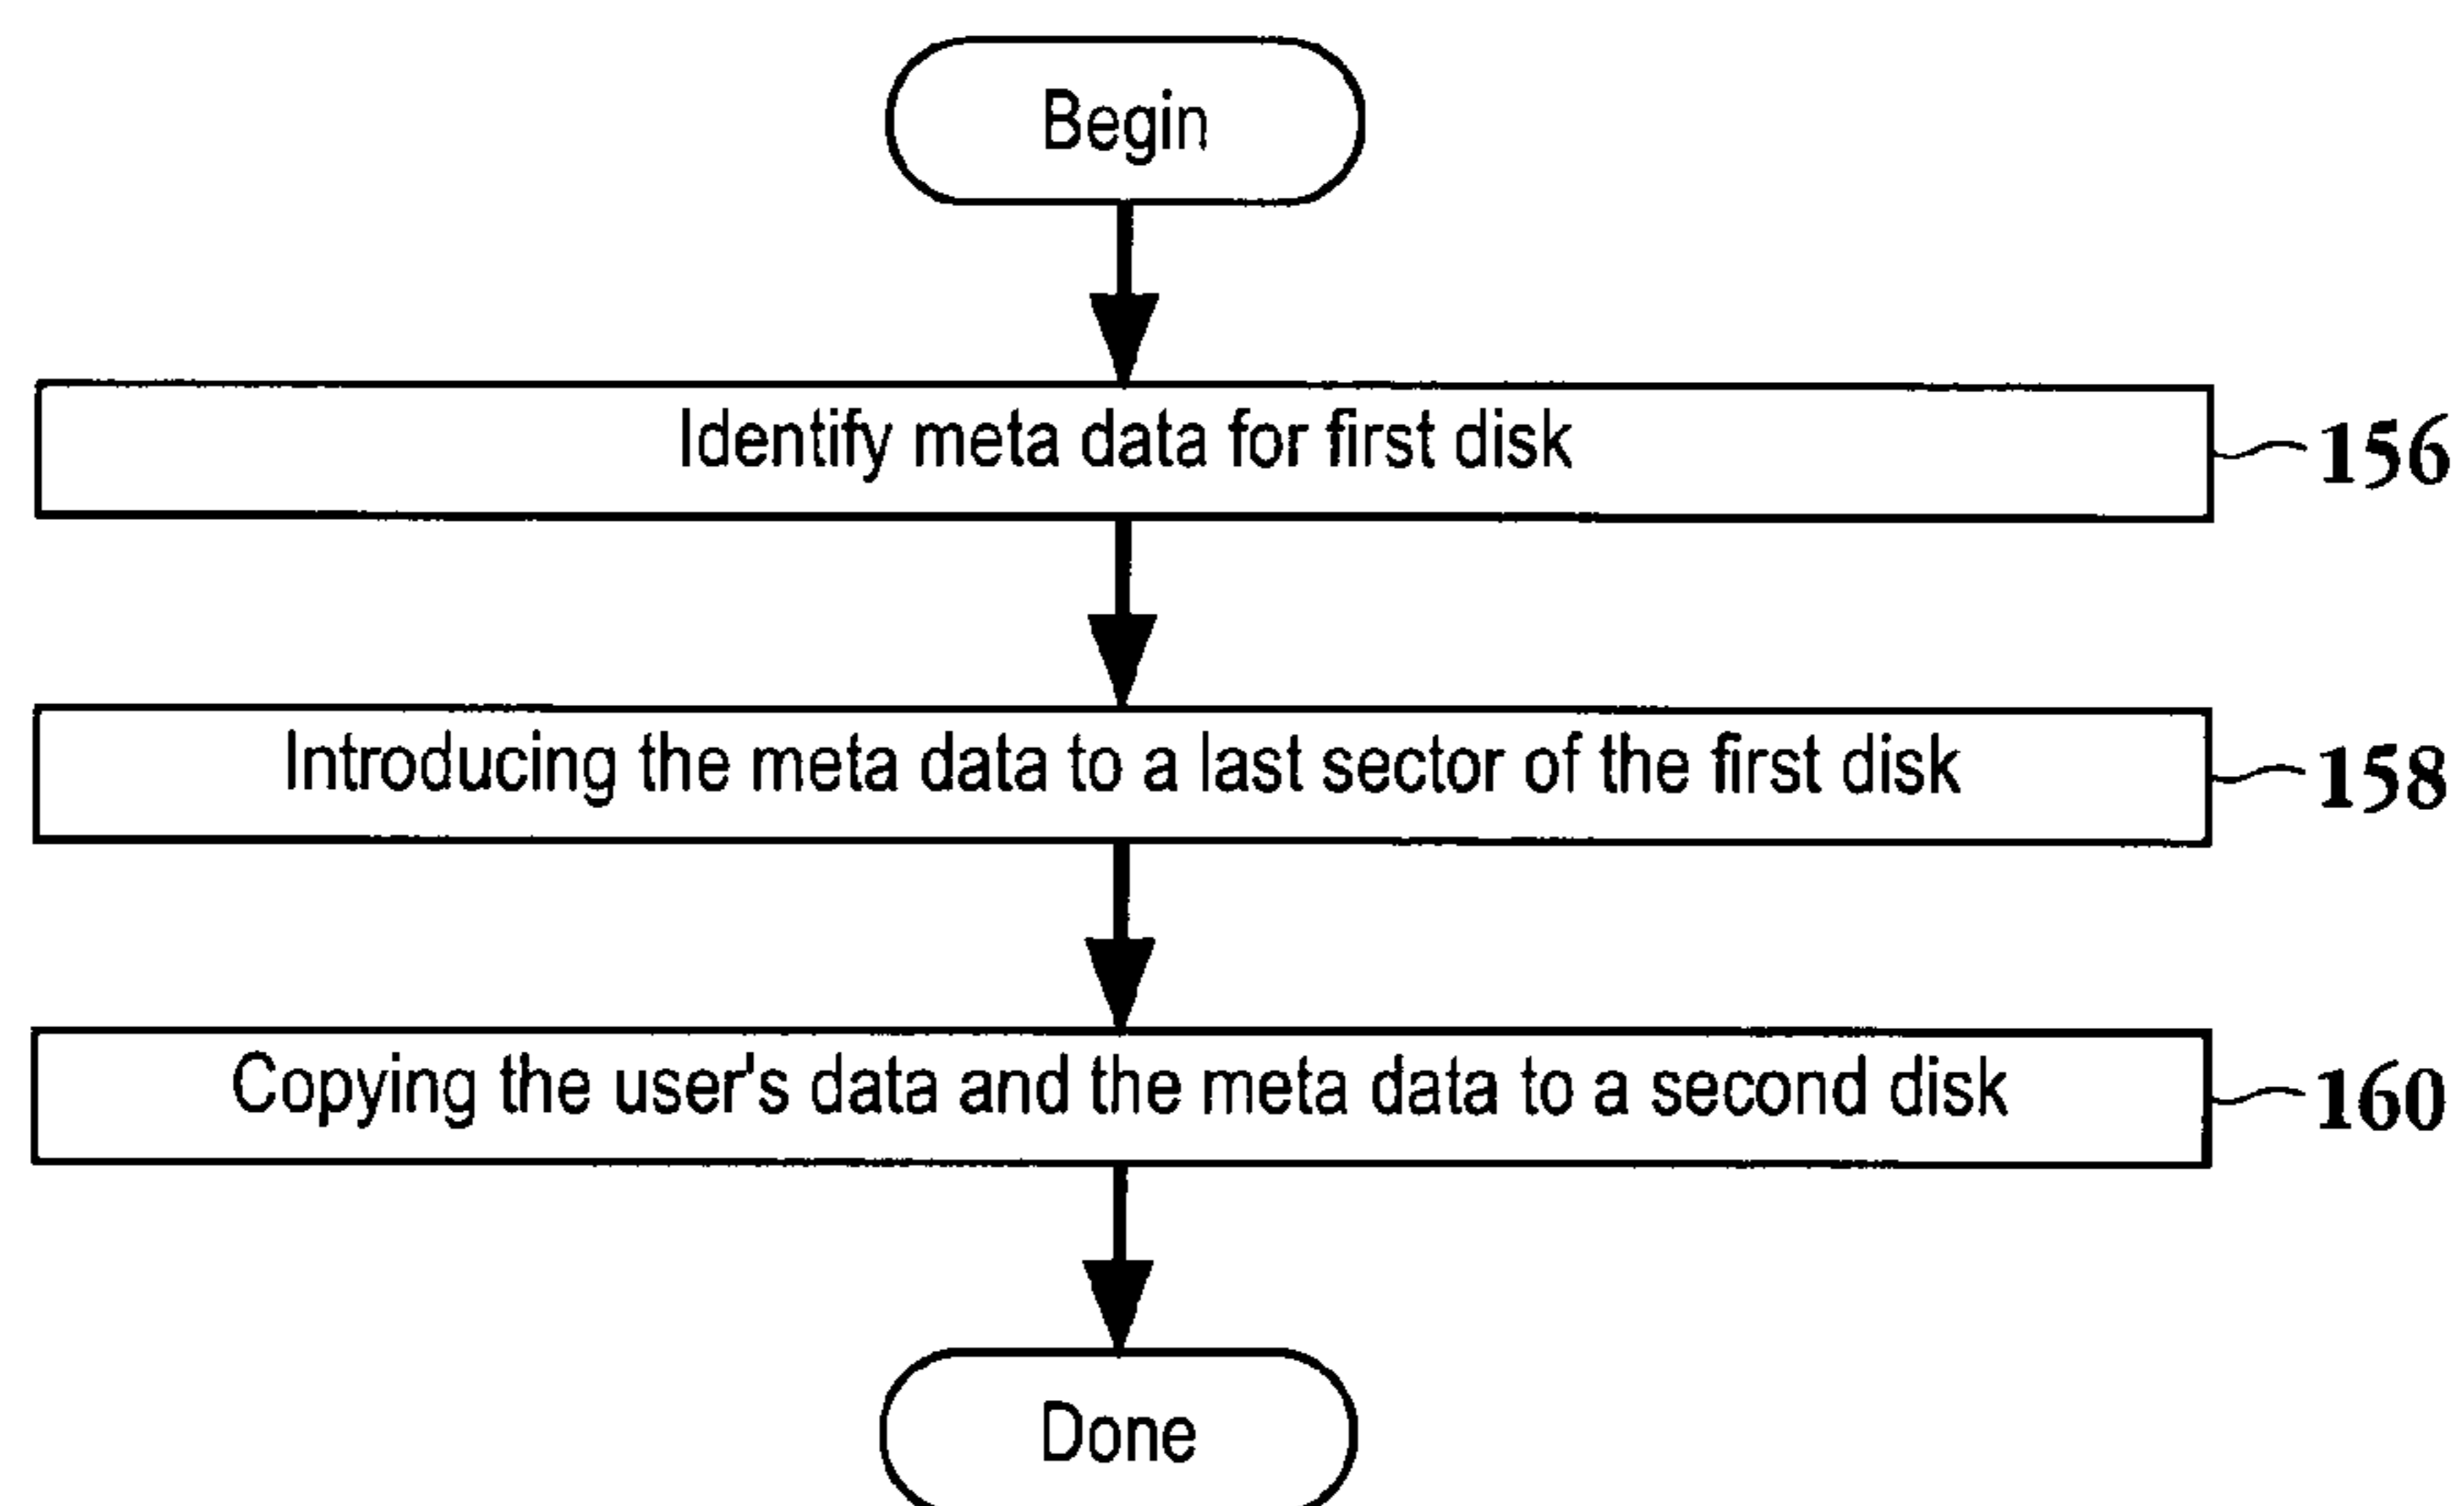 Begin
Identify meta data for first disk
156
Introducing the meta data to a last sector of the first disk
158
Copying the user's data and the meta data to a second disk
160
Done